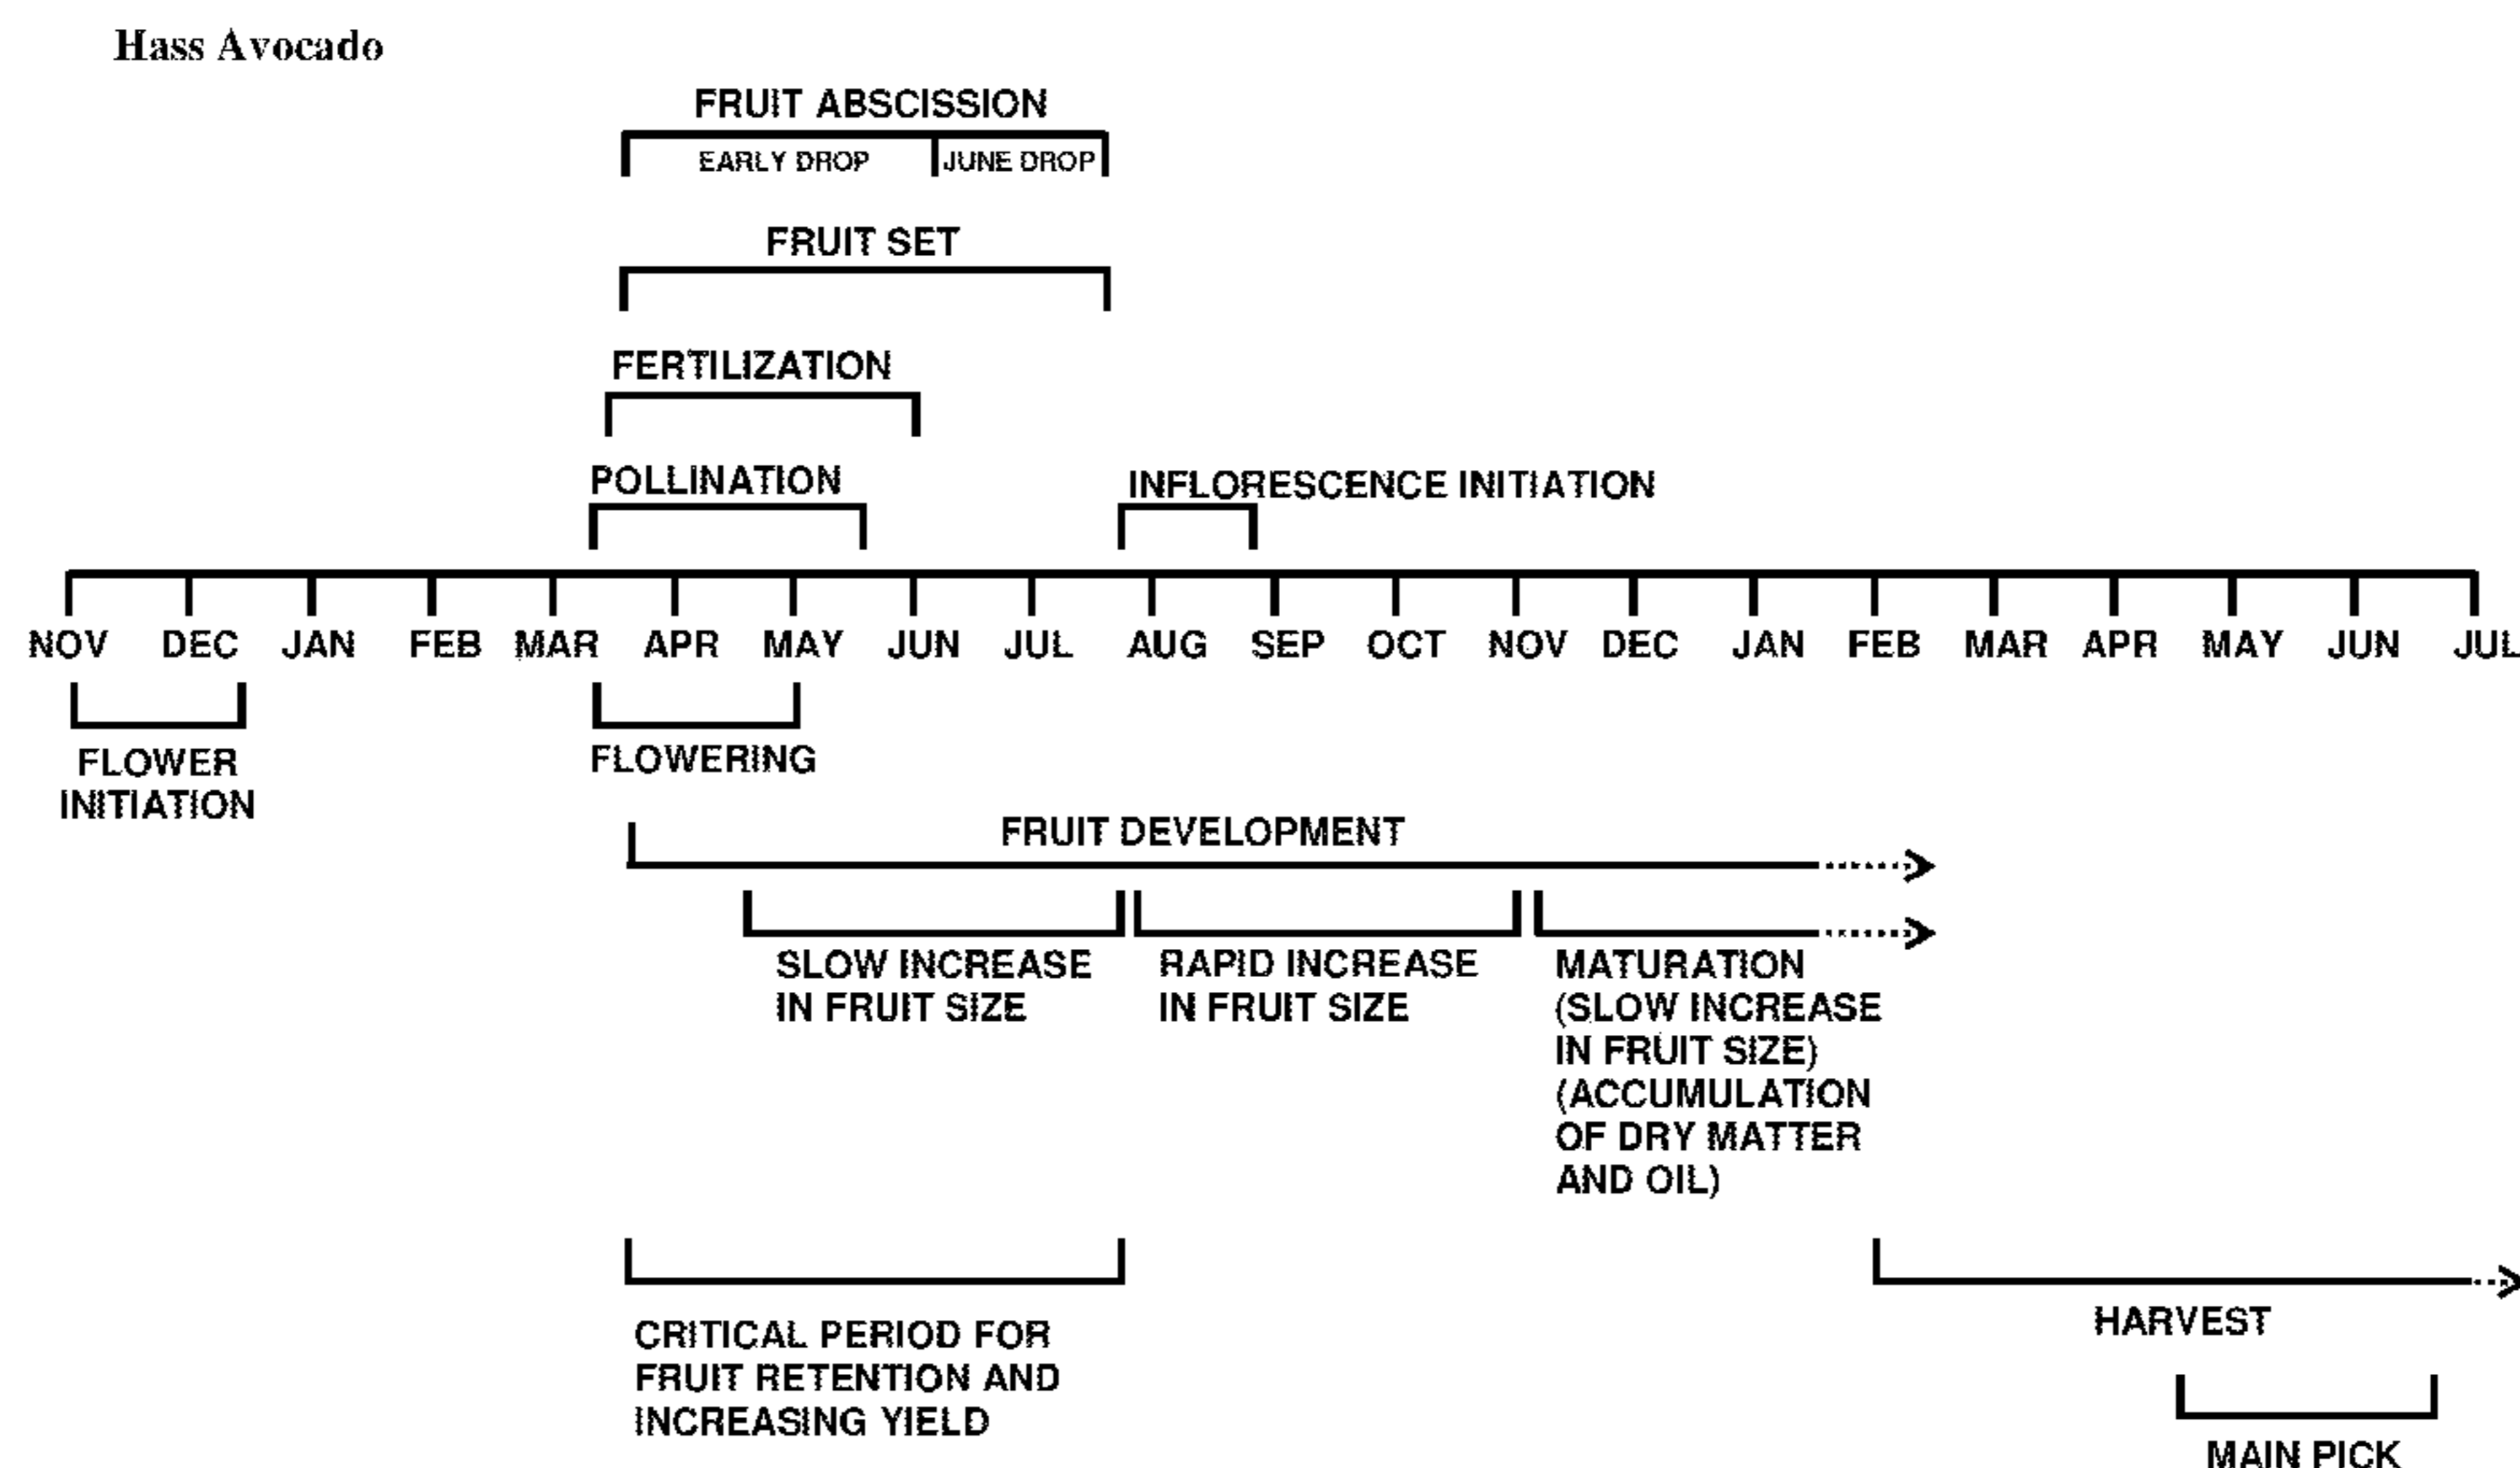 Hass Avocado
FRUIT ABSCISSION
EARLY DROP JUNE DROP
FRUIT SET
FERTILIZATION
POLLINATION
INFLORESCENCE INITIATION
NOV DEC JAN FEB MAR APR MAY JUN JUL AUG SEP OCT NOV DEC JAN FEB MAR APR MAY JUN JUL
FLOWER
INITIATION
FLOWERING
FRUIT DEVELOPMENT
SLOW INCREASE
IN FRUIT SIZE
RAPID INCREASE
IN FRUIT SIZE
MATURATION
(SLOW INCREASE
IN FRUIT SIZE)
(ACCUMULATION
OF DRY MATTER
AND OIL)
CRITICAL PERIOD FOR
FRUIT RETENTION AND
INCREASING YIELD
HARVEST
MAIN PICK